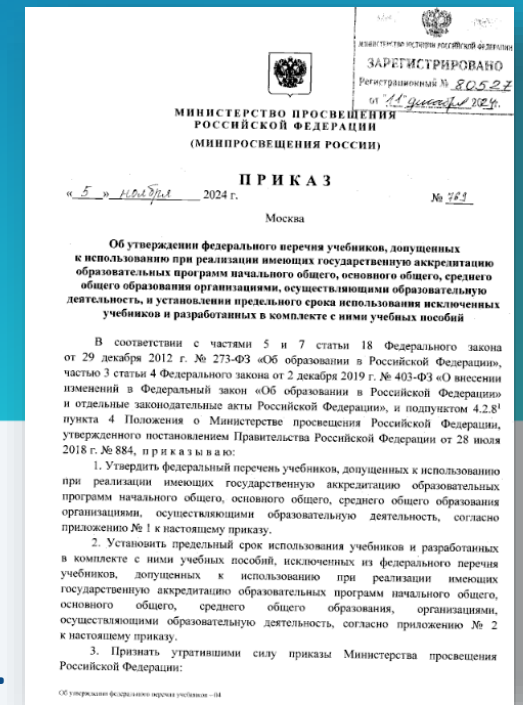 МИНИСТЕРСТВО ЮСТИЦИИ РОССИЙСКОЙ ФЕДЕРАЦИИ
ЗАРЕГИСТРИРОВАНО
Регистрационный № 80527
от "11" декабря 2024.
МИНИСТЕРСТВО ПРОСВЕЩЕНИЯ
РОССИЙСКОЙ ФЕДЕРАЦИИ
(МИНПРОСВЕЩЕНИЯ РОССИИ)
ПРИКАЗ
« 5 » ноября 2024 г.
№ 769
Москва
Об утверждении федерального перечня учебников, допущенных
к использованию при реализации имеющих государственную аккредитацию
образовательных программ начального общего, основного общего, среднего
общего образования организациями, осуществляющими образовательную
деятельность, и установлении предельного срока использования исключенных
учебников и разработанных в комплекте с ними учебных пособий
В соответствии с частями 5 и 7 статьи 18 Федерального закона
от 29 декабря 2012 г. № 273-ФЗ «Об образовании в Российской Федерации»,
частью 3 статьи 4 Федерального закона от 2 декабря 2019 г. № 403-ФЗ «О внесении
изменений в Федеральный закон «Об образовании в Российской Федерации»
и отдельные законодательные акты Российской Федерации», и подпунктом 4.2.8¹
пункта 4 Положения о Министерстве просвещения Российской Федерации,
утвержденного постановлением Правительства Российской Федерации от 28 июля
2018 г. № 884, п р и к а з ы в а ю:
1. Утвердить федеральный перечень учебников, допущенных к использованию
при реализации имеющих государственную аккредитацию образовательных
программ начального общего, основного общего, среднего общего образования
организациями, осуществляющими образовательную деятельность, согласно
приложению № 1 к настоящему приказу.
2. Установить предельный срок использования учебников и разработанных
в комплекте с ними учебных пособий, исключенных из федерального перечня
учебников, допущенных к использованию при реализации имеющих
государственную аккредитацию образовательных программ начального общего,
основного общего, среднего общего образования, организациями,
осуществляющими образовательную деятельность, согласно приложению № 2
к настоящему приказу.
3. Признать утратившими силу приказы Министерства просвещения
Российской Федерации:
Об утверждении федерального перечня учебников – 04